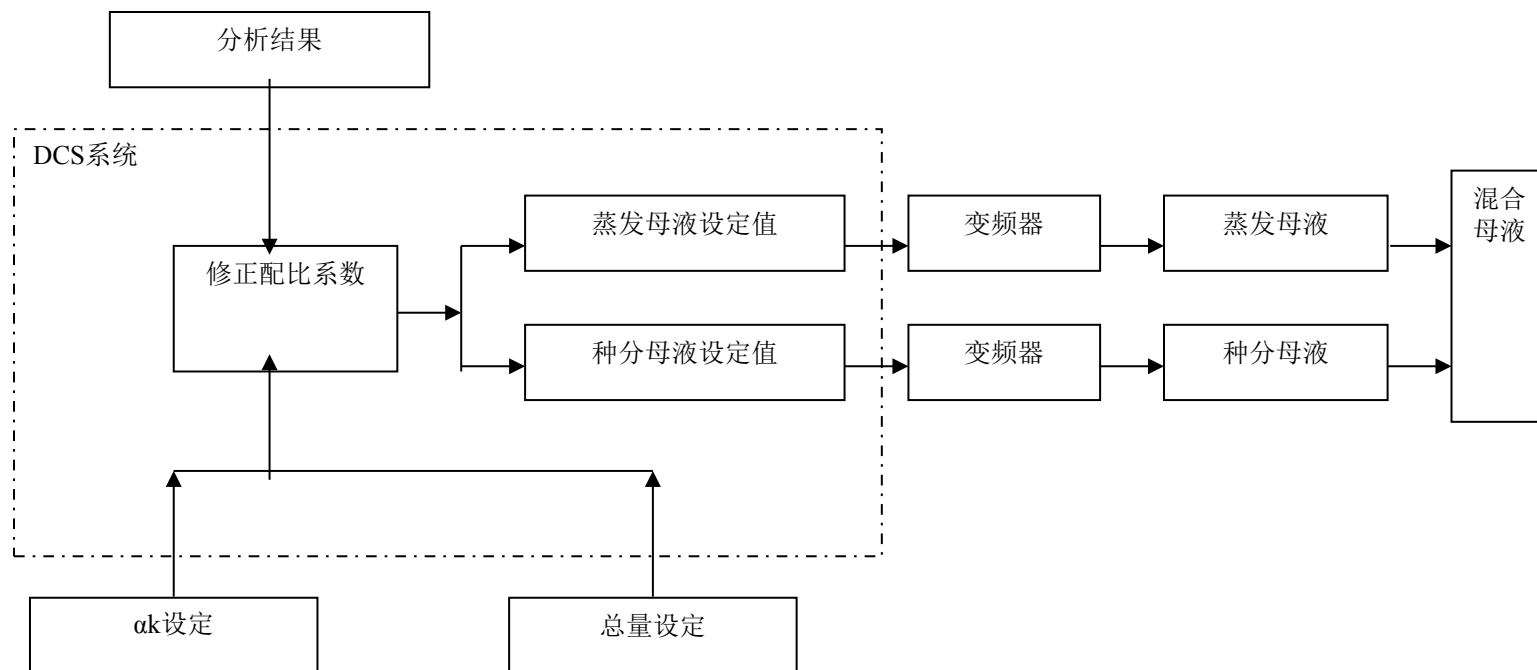 分析结果
DCS系统
蒸发母液设定值
变频器
蒸发母液
混合
母液
修正配比系数
种分母液设定值
变频器
种分母液
αk设定
总量设定